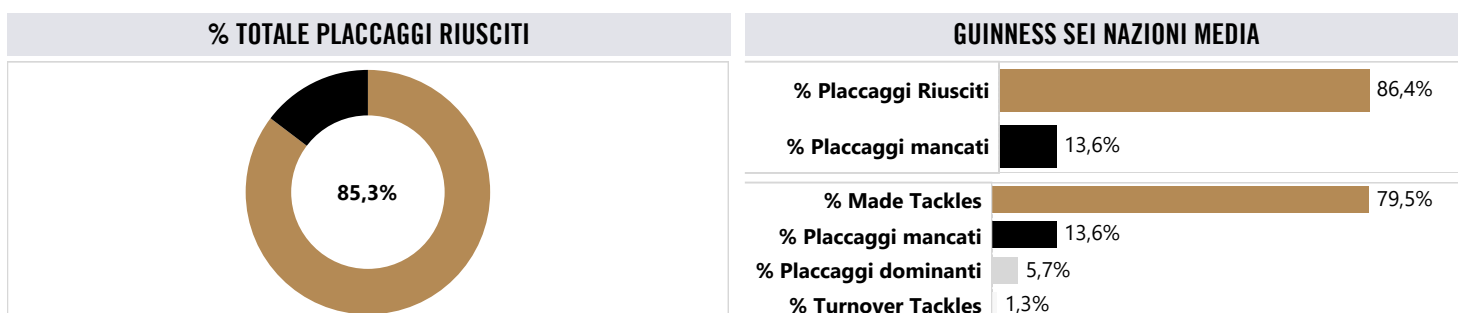 % TOTALE PLACCAGGI RIUSCITI
85,3%
GUINNESS SEI NAZIONI MEDIA
% Placcaggi Riusciti 86,4%
% Placcaggi mancati 13,6%
% Made Tackles 79,5%
% Placcaggi mancati 13,6%
% Placcaggi dominanti 5,7%
% Turnover Tackles 1,3%